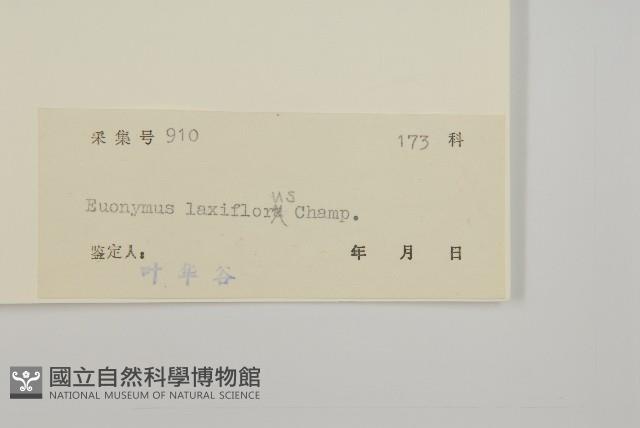 采集号 910 173 科
Euonymus laxiflorus Champ.
鉴定人: 年 月 日
叶华谷
國立自然科學博物館
NATIONAL MUSEUM OF NATURAL SCIENCE